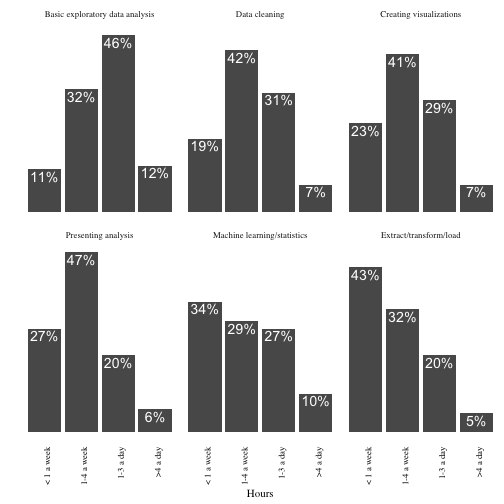 Basic exploratory data analysis Data cleaning Creating visualizations
46%
32%
12%
11%
42%
31%
19%
7%
41%
29%
23%
7%
Presenting analysis Machine learning/statistics Extract/transform/load
47%
27%
20%
6%
34%
29%
27%
10%
43%
32%
20%
5%
< 1 a week
1-4 a week
1-3 a day
>4 a day
< 1 a week
1-4 a week
1-3 a day
>4 a day
< 1 a week
1-4 a week
1-3 a day
>4 a day
Hours